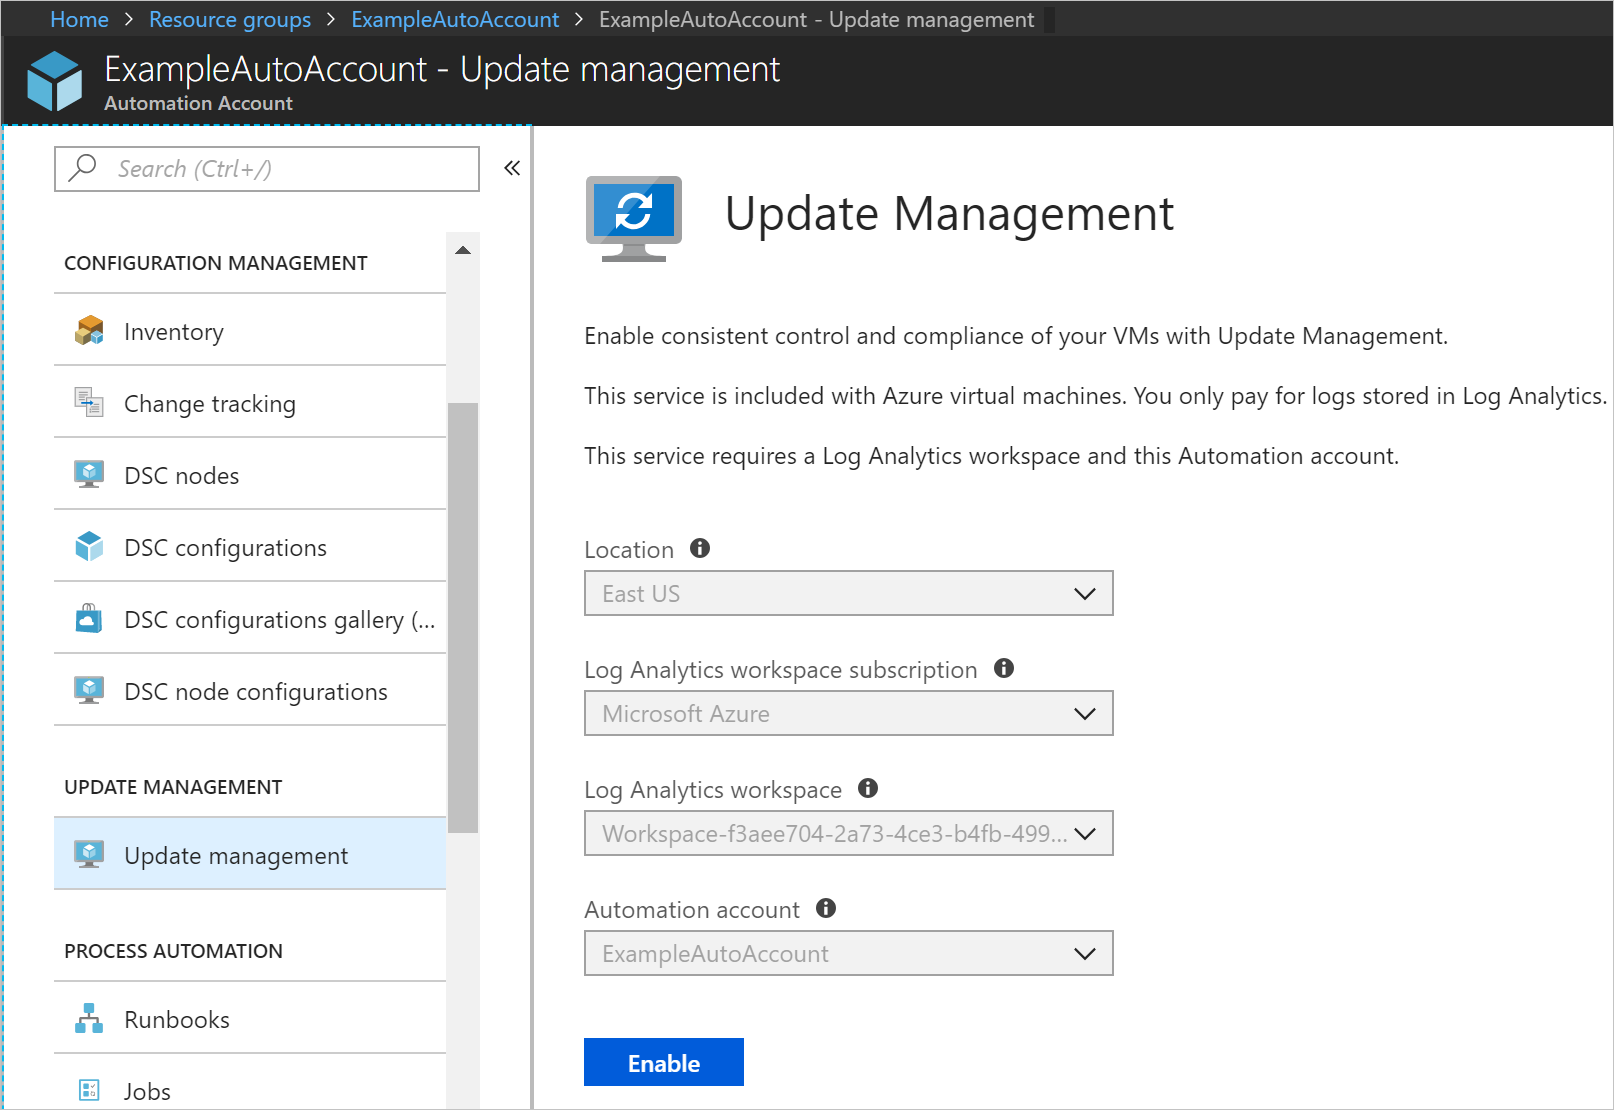 Home > Resource groups > ExampleAutoAccount > ExampleAutoAccount - Update management
ExampleAutoAccount - Update management
Automation Account
Search (Ctrl+/)
«
CONFIGURATION MANAGEMENT
Inventory
Change tracking
DSC nodes
DSC configurations
DSC configurations gallery (...
DSC node configurations
UPDATE MANAGEMENT
Update management
PROCESS AUTOMATION
Runbooks
Jobs
Update Management
Enable consistent control and compliance of your VMs with Update Management.
This service is included with Azure virtual machines. You only pay for logs stored in Log Analytics.
This service requires a Log Analytics workspace and this Automation account.
Location
East US
Log Analytics workspace subscription
Microsoft Azure
Log Analytics workspace
Workspace-f3aee704-2a73-4ce3-b4fb-499...
Automation account
ExampleAutoAccount
Enable